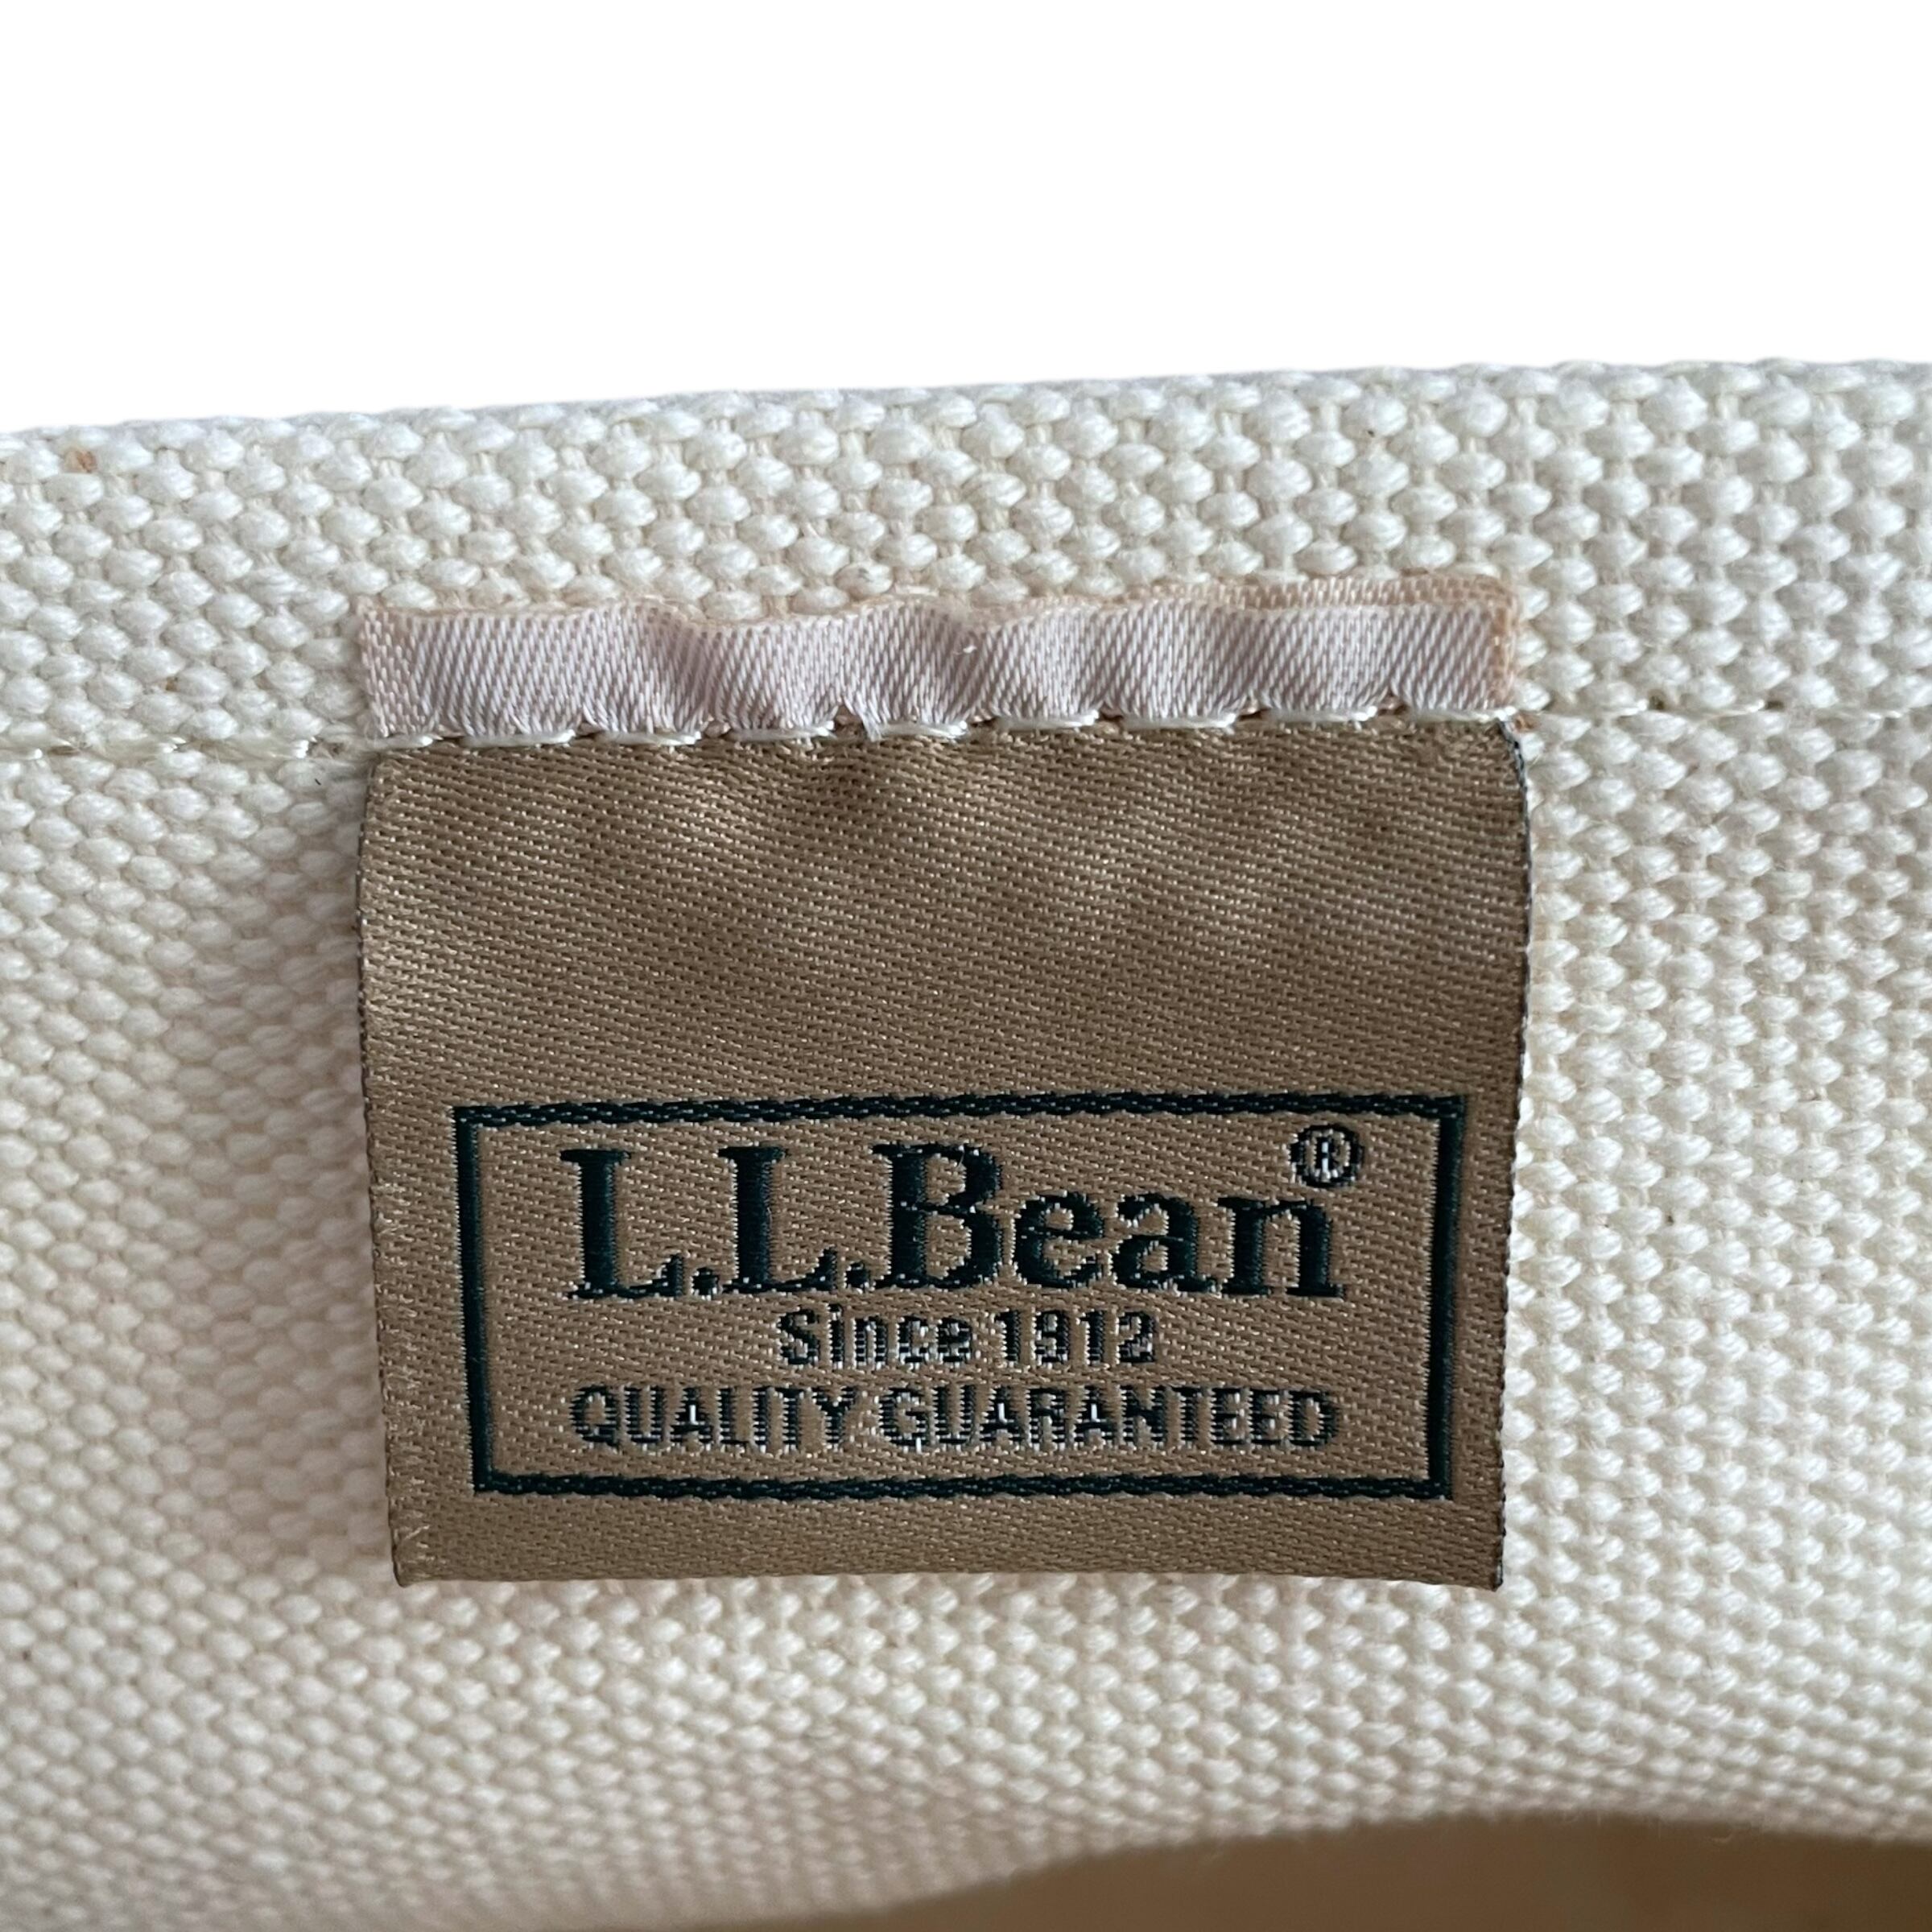 L.L.Bean®
Since 1912
QUALITY GUARANTEED